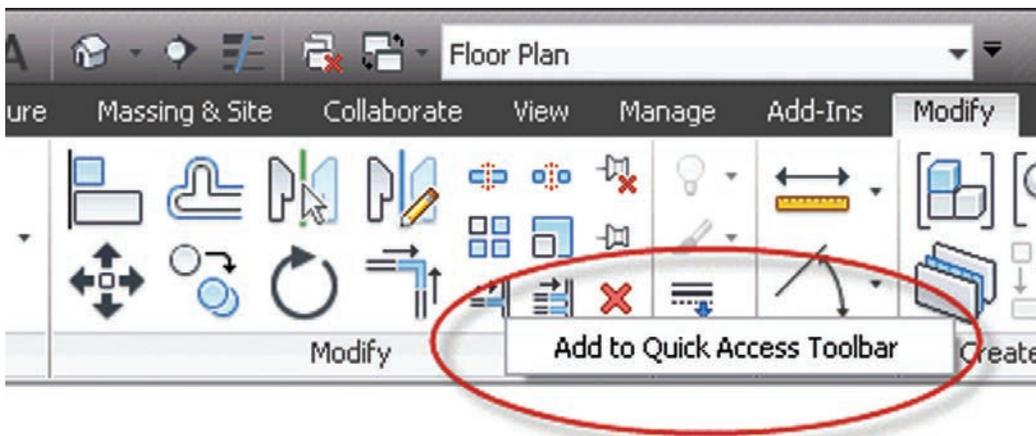 A
Floor Plan
ure Massing & Site Collaborate View Manage Add-Ins Modify
Modify
Add to Quick Access Toolbar
Create